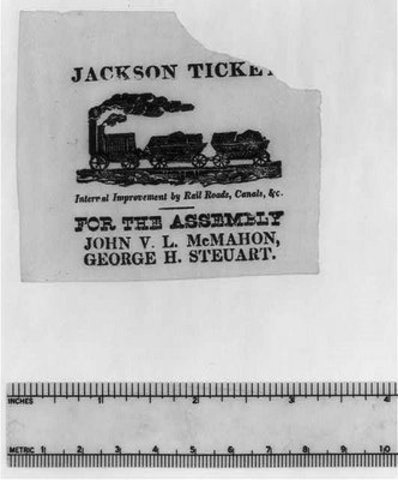 JACKSON TICKET
Internal Improvement by Rail Roads, Canals, &c.
FOR THE ASSEMBLY
JOHN V. L. McMAHON,
GEORGE H. STEUART.
INCHES 1 2 3 4
METRIC 1 2 3 4 5 6 7 8 9 10